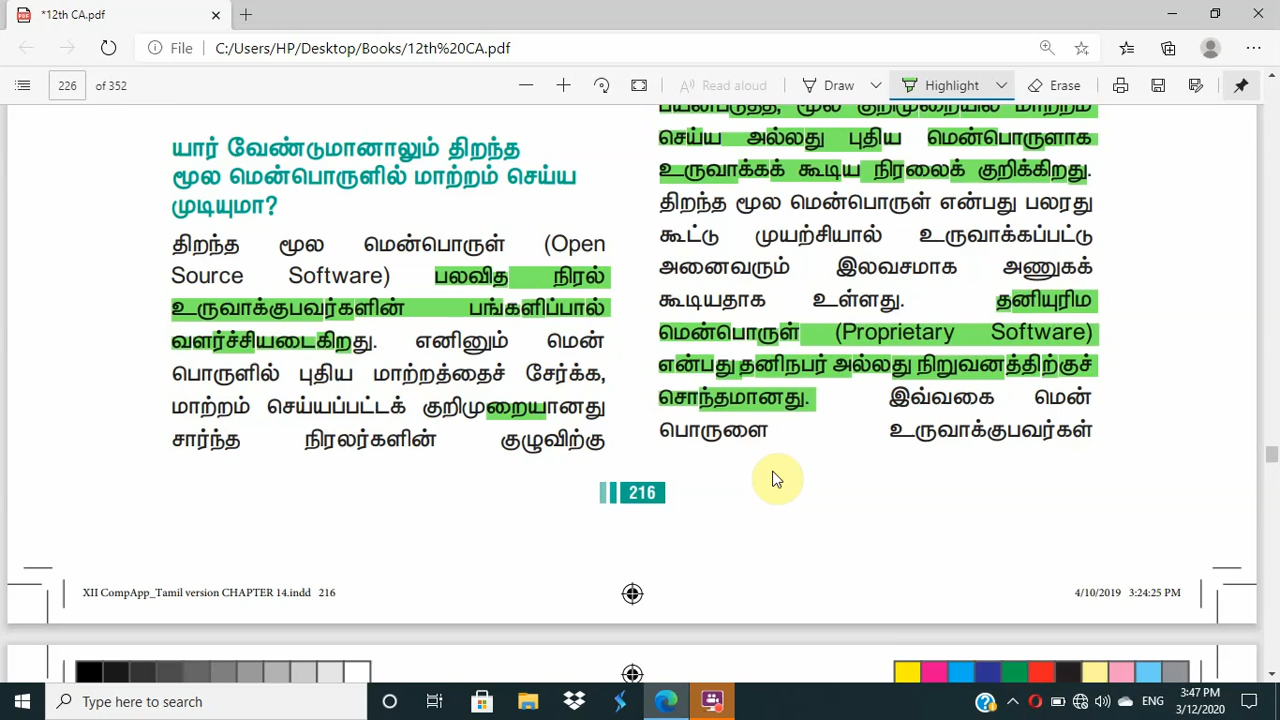 *12th CA.pdf
File
C:/Users/HP/Desktop/Books/12th%20CA.pdf
226
of 352
Read aloud
Draw
Highlight
Erase
யார் வேண்டுமானாலும் திறந்த
மூல மென்பொருளில் மாற்றம் செய்ய
முடியுமா?
திறந்த மூல மென்பொருள் (Open
Source Software) பலவித நிரல்
உருவாக்குபவர்களின் பங்களிப்பால்
வளர்ச்சியடைகிறது. எனினும் மென்
பொருளில் புதிய மாற்றத்தைச் சேர்க்க,
மாற்றம் செய்யப்பட்டக் குறிமுறையானது
சார்ந்த நிரலர்களின் குழுவிற்கு
பயன்படுத்த, மூல குறிமுறையில் மாற்றம்
செய்ய அல்லது புதிய மென்பொருளாக
உருவாக்கக் கூடிய நிரலைக் குறிக்கிறது.
திறந்த மூல மென்பொருள் என்பது பலரது
கூட்டு முயற்சியால் உருவாக்கப்பட்டு
அனைவரும் இலவசமாக அணுகக்
கூடியதாக உள்ளது. தனியுரிம
மென்பொருள் (Proprietary Software)
என்பது தனிநபர் அல்லது நிறுவனத்திற்குச்
சொந்தமானது. இவ்வகை மென்
பொருளை உருவாக்குபவர்கள்
216
XII CompApp_Tamil version CHAPTER 14.indd 216
4/10/2019 3:24:25 PM
Type here to search
ENG
3:47 PM
3/12/2020